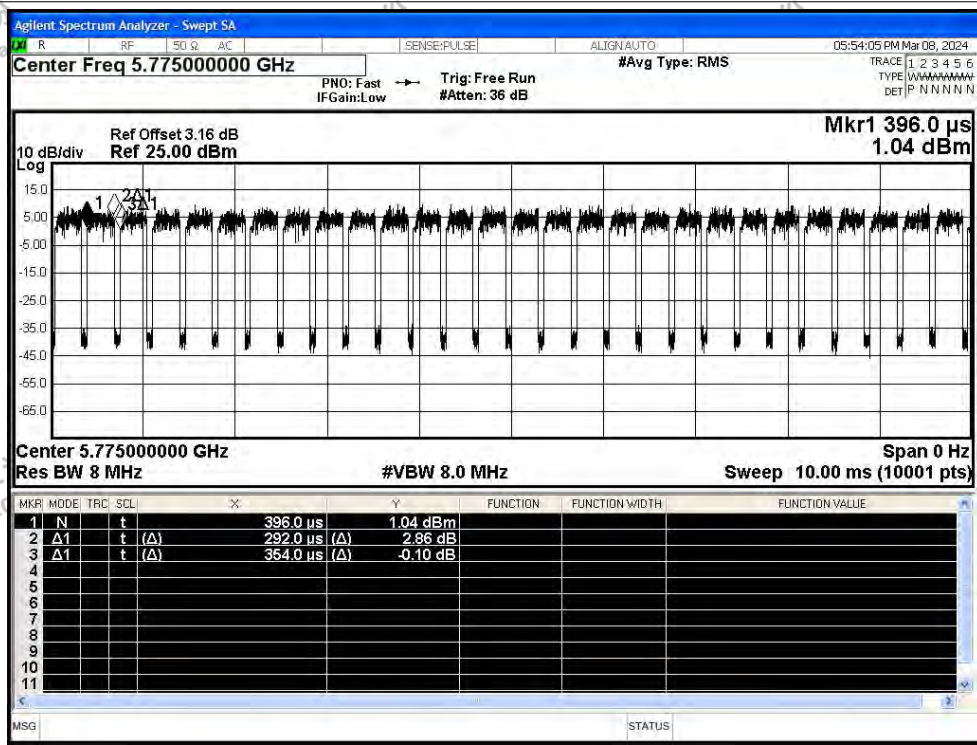 Agilent Spectrum Analyzer - Swept SA
R RF 50 Ω AC SENSE:PULSE ALIGN AUTO 05:54:05 PM Mar 08, 2024
Center Freq 5.775000000 GHz
PNO: Fast
IFGain:Low
Trig: Free Run
#Atten: 36 dB
#Avg Type: RMS
TRACE 1 2 3 4 5 6
TYPE
DET P N N N N N
Ref Offset 3.16 dB
10 dB/div Ref 25.00 dBm
Log
Mkr1 396.0 µs
1.04 dBm
15.0
5.00
-5.00
-15.0
-25.0
-35.0
-45.0
-55.0
-65.0
1
2Δ1
3Δ1
Center 5.775000000 GHz Span 0 Hz
Res BW 8 MHz #VBW 8.0 MHz Sweep 10.00 ms (10001 pts)
MKR MODE TRC SCL X Y FUNCTION FUNCTION WIDTH FUNCTION VALUE
1 N t 396.0 µs 1.04 dBm
2 Δ1 t (Δ) 292.0 µs (Δ) 2.86 dB
3 Δ1 t (Δ) 354.0 µs (Δ) -0.10 dB
4
5
6
7
8
9
10
11
MSG STATUS